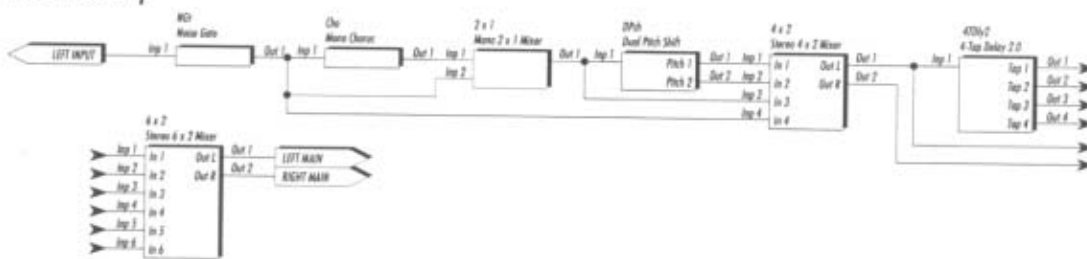 LEFT INPUT
Inp 1
NGt
Noise Gate
Out 1
Inp 1
Cho
Mono Chorus
Out 1
Inp 1
Inp 2
2 x 1
Mono 2 x 1 Mixer
Out 1
Inp 1
DPch
Dual Pitch Shift
Pitch 1
Pitch 2
Out 1
Out 2
Inp 1
Inp 2
Inp 3
Inp 4
4 x 2
Stereo 4 x 2 Mixer
In 1
In 2
In 3
In 4
Out L
Out R
Out 1
Out 2
Inp 1
4TDly2
4-Tap Delay 2.0
Tap 1
Tap 2
Tap 3
Tap 4
Out 1
Out 2
Out 3
Out 4
6 x 2
Stereo 6 x 2 Mixer
Inp 1
Inp 2
Inp 3
Inp 4
Inp 5
Inp 6
In 1
In 2
In 3
In 4
In 5
In 6
Out L
Out R
Out 1
Out 2
LEFT MAIN
RIGHT MAIN